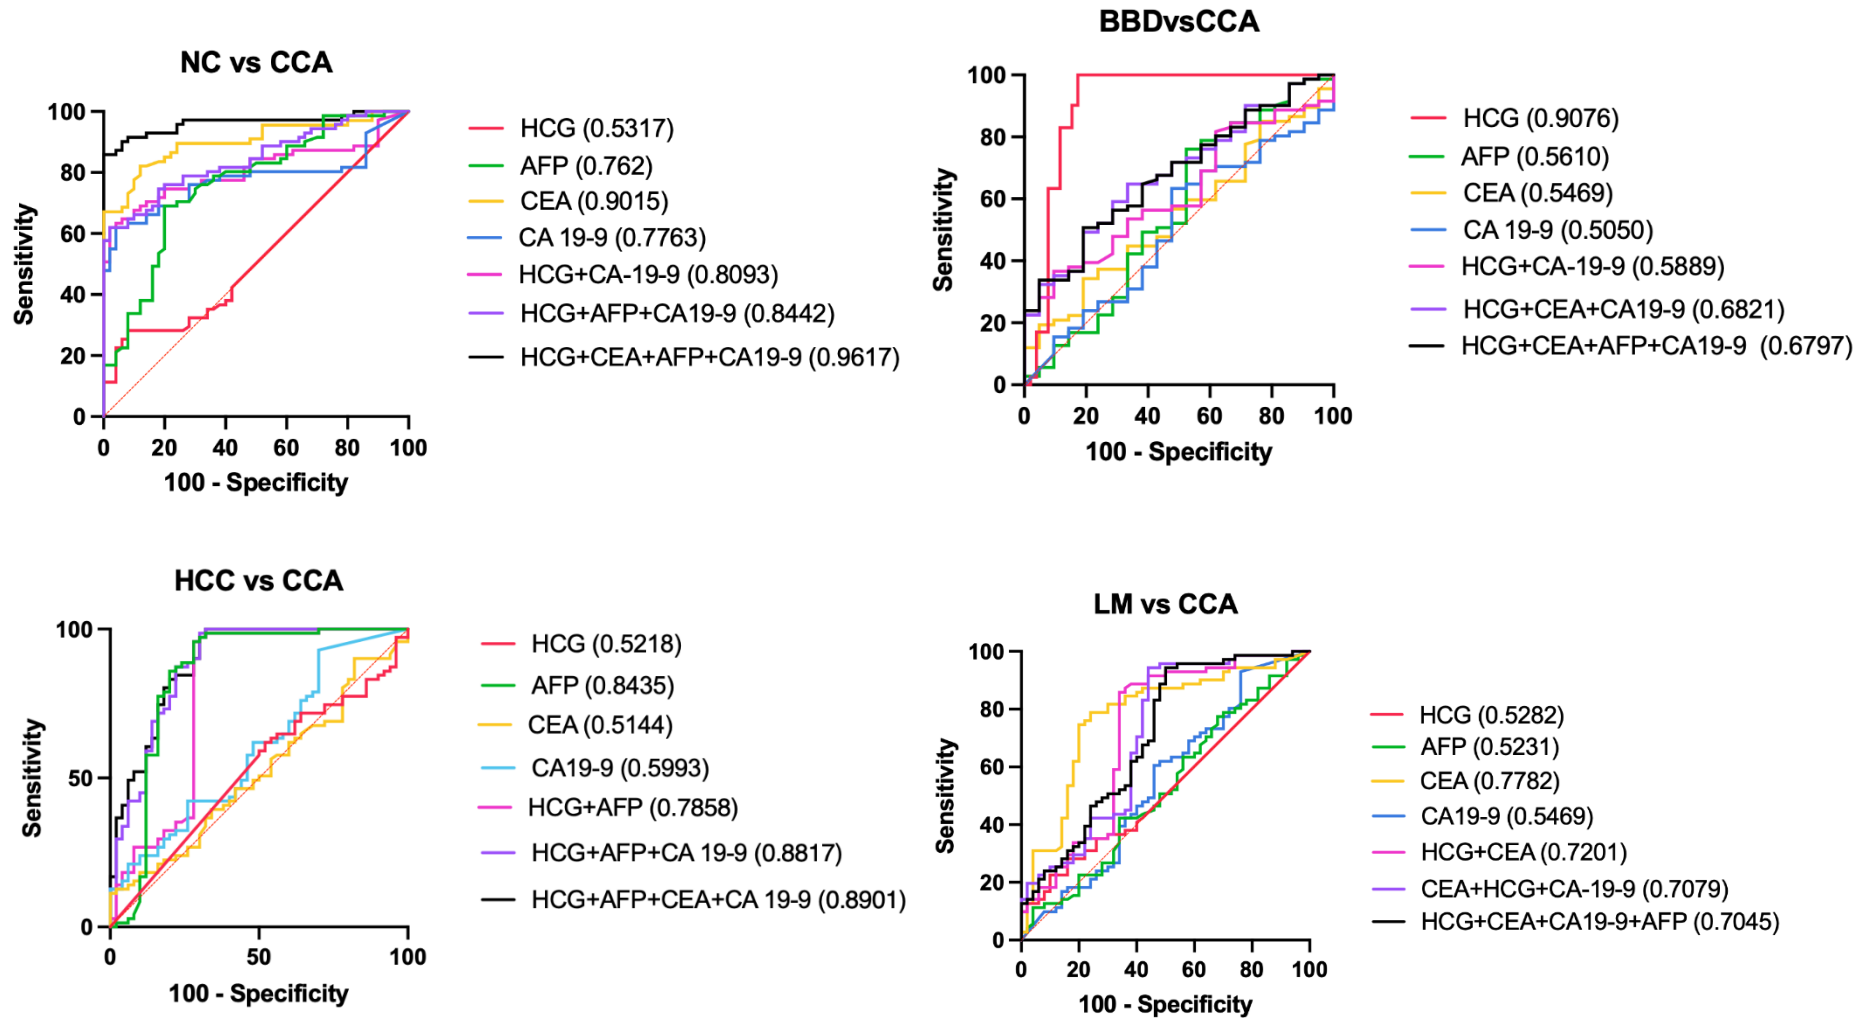 NC vs CCA
100
80
60
40
20
0
0 20 40 60 80 100
Sensitivity
100 - Specificity
HCG (0.5317)
AFP (0.762)
CEA (0.9015)
CA 19-9 (0.7763)
HCG+CA-19-9 (0.8093)
HCG+AFP+CA19-9 (0.8442)
HCG+CEA+AFP+CA19-9 (0.9617)
BBDvsCCA
100
80
60
40
20
0
0 20 40 60 80 100
Sensitivity
100 - Specificity
HCG (0.9076)
AFP (0.5610)
CEA (0.5469)
CA 19-9 (0.5050)
HCG+CA-19-9 (0.5889)
HCG+CEA+CA19-9 (0.6821)
HCG+CEA+AFP+CA19-9 (0.6797)
HCC vs CCA
100
50
0
0 50 100
Sensitivity
100 - Specificity
HCG (0.5218)
AFP (0.8435)
CEA (0.5144)
CA19-9 (0.5993)
HCG+AFP (0.7858)
HCG+AFP+CA 19-9 (0.8817)
HCG+AFP+CEA+CA 19-9 (0.8901)
LM vs CCA
100
80
60
40
20
0
0 20 40 60 80 100
Sensitivity
100 - Specificity
HCG (0.5282)
AFP (0.5231)
CEA (0.7782)
CA19-9 (0.5469)
HCG+CEA (0.7201)
CEA+HCG+CA-19-9 (0.7079)
HCG+CEA+CA19-9+AFP (0.7045)